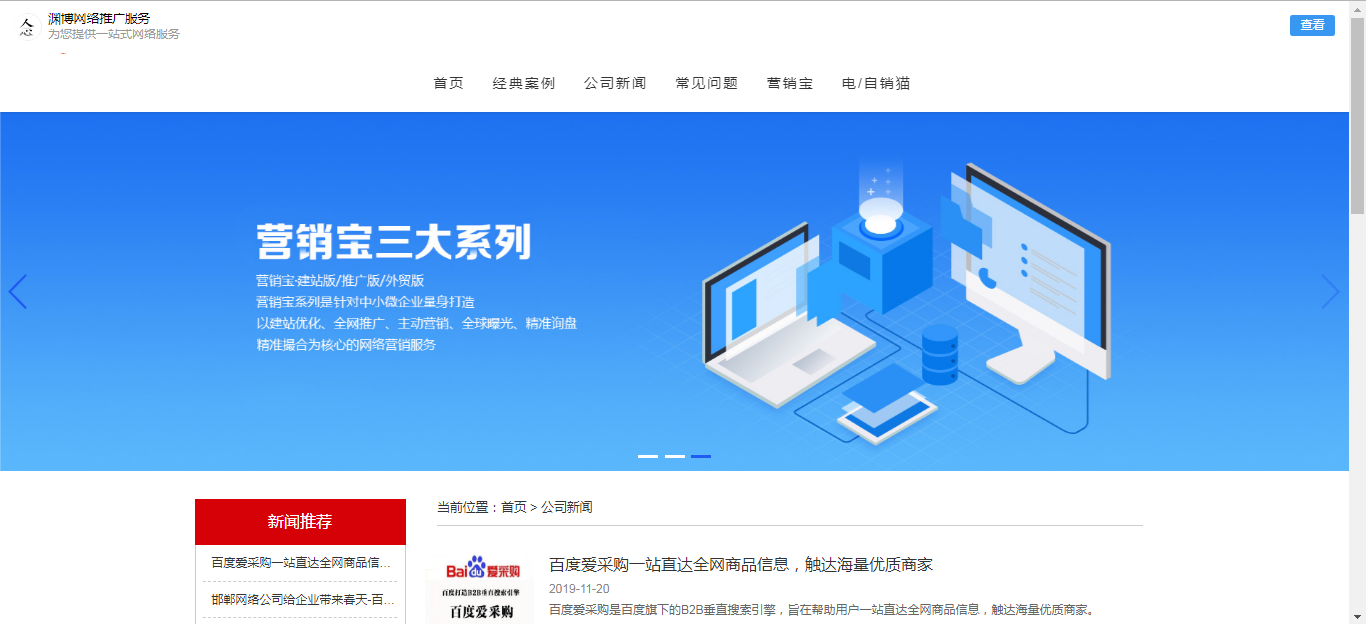 渊博网络推广服务
为您提供一站式网络服务
查看
首页 经典案例 公司新闻 常见问题 营销宝 电/自销猫
营销宝三大系列
营销宝-建站版/推广版/外贸版
营销宝系列是针对中小微企业量身打造
以建站优化、全网推广、主动营销、全球曝光、精准询盘
精准撮合为核心的网络营销服务
新闻推荐
百度爱采购一站直达全网商品信...
邯郸网络公司给企业带来春天-百...
当前位置：首页 > 公司新闻
Bai du 爱采购
百度打造B2B垂直搜索引擎
百度爱采购
百度爱采购一站直达全网商品信息，触达海量优质商家
2019-11-20
百度爱采购是百度旗下的B2B垂直搜索引擎，旨在帮助用户一站直达全网商品信息，触达海量优质商家。